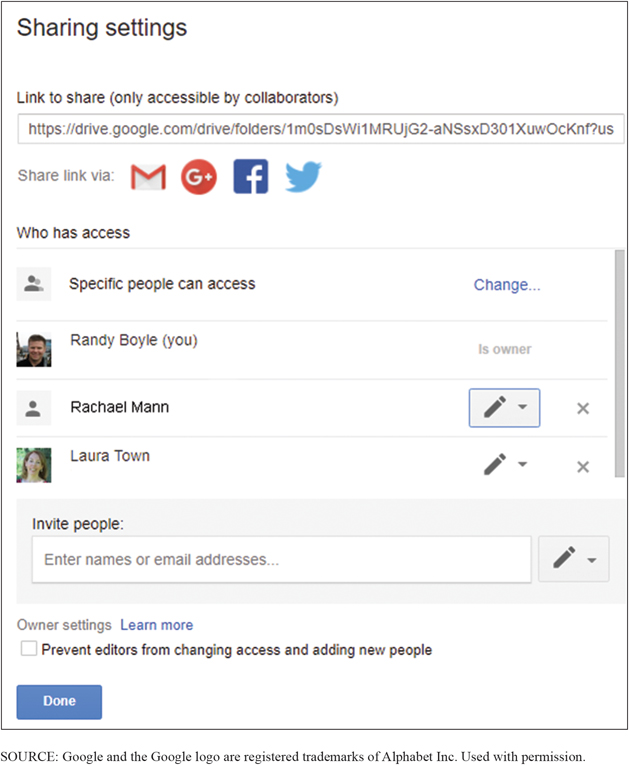 Sharing settings
Link to share (only accessible by collaborators)
https://drive.google.com/drive/folders/1m0sDsWi1MRUjG2-aNSsxD301XuwOcKnf?us
Share link via:
G+
Who has access
Specific people can access Change...
Randy Boyle (you) Is owner
Rachael Mann
Laura Town
Invite people:
Enter names or email addresses...
Owner settings Learn more
Prevent editors from changing access and adding new people
Done
SOURCE: Google and the Google logo are registered trademarks of Alphabet Inc. Used with permission.